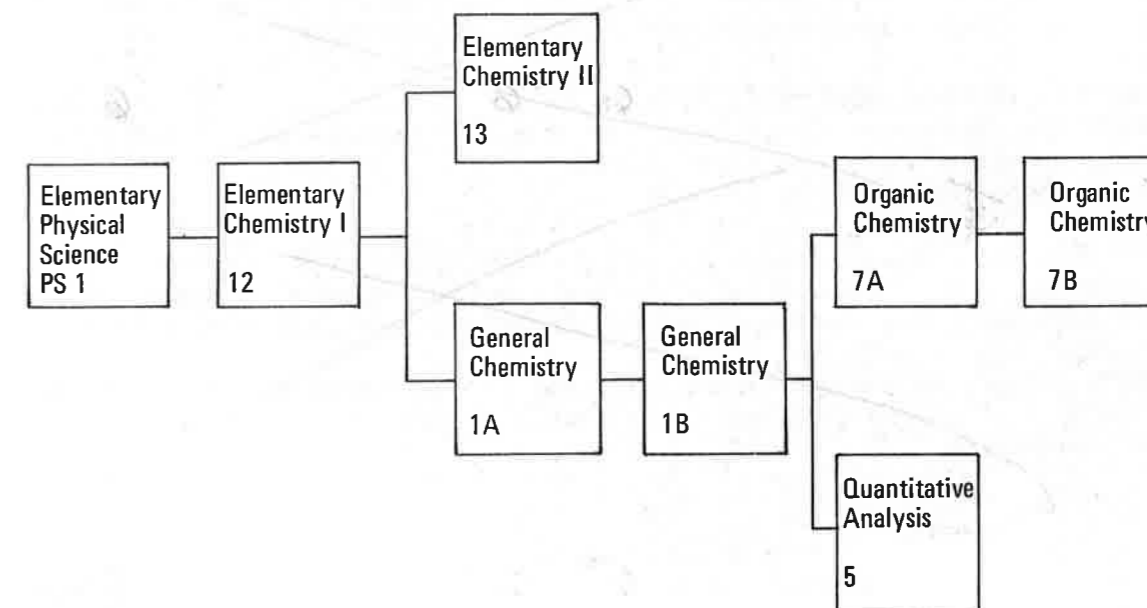 Elementary
Chemistry II
13
Elementary
Physical
Science
PS 1
Elementary
Chemistry I
12
General
Chemistry
1A
General
Chemistry
1B
Organic
Chemistry
7A
Organic
Chemistry
7B
Quantitative
Analysis
5